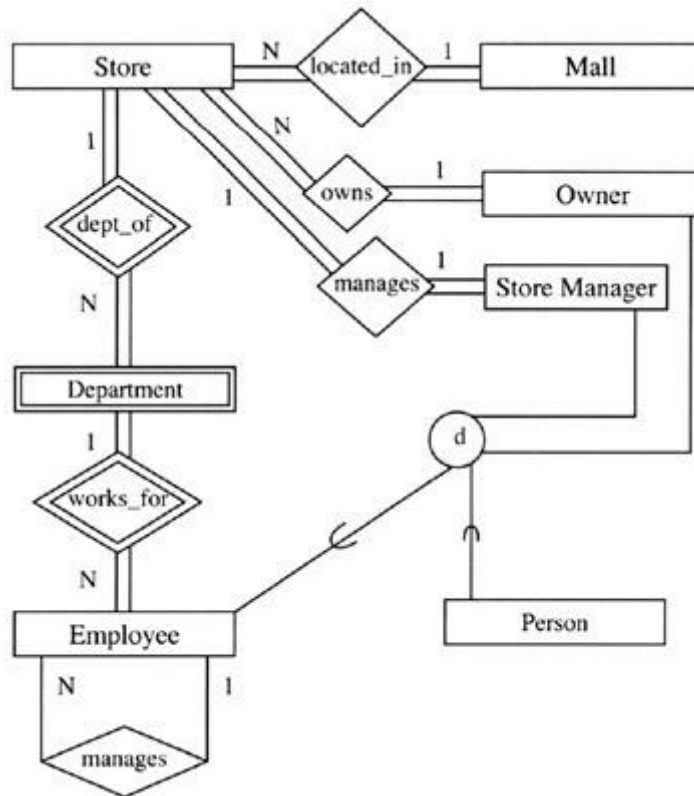 Store
N
located_in
1
Mall
1
N
1
owns
1
Owner
dept_of
manages
1
Store Manager
N
Department
1
d
works_for
N
Employee
Person
N
1
manages